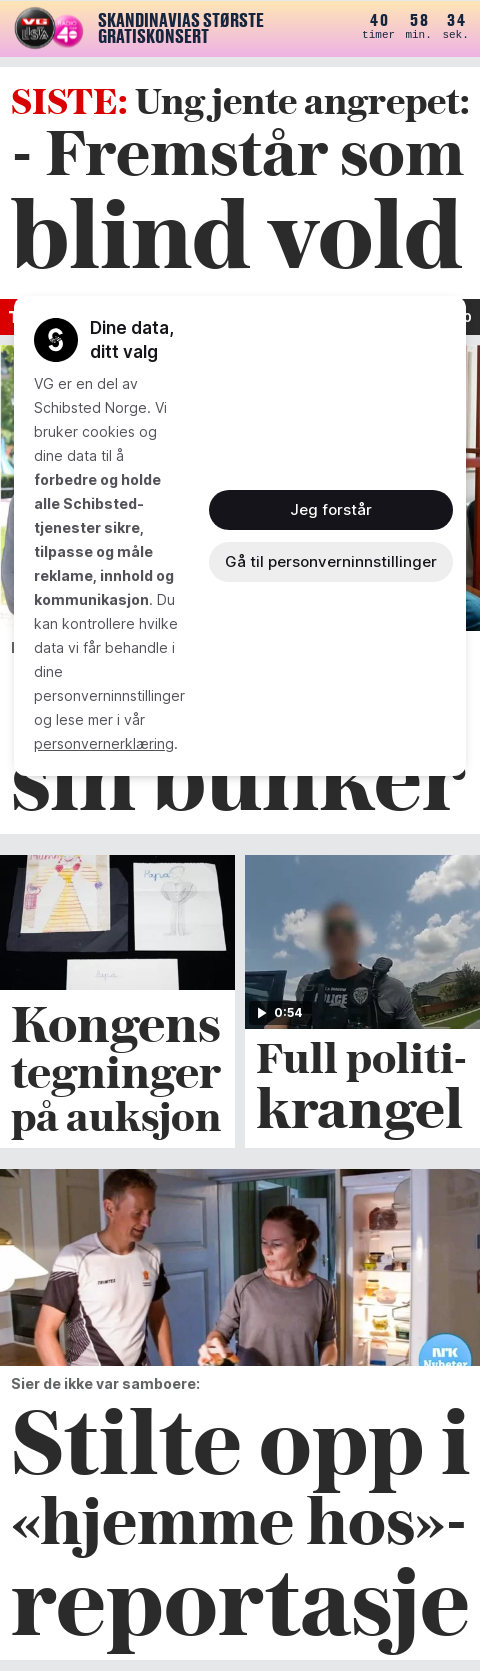 VG
LISTA
RADIO
45
SKANDINAVIAS STØRSTE
GRATISKONSERT
40 58 34
timer min. sek.
SISTE: Ung jente angrepet:
- Fremstår som
blind vold
Dine data,
ditt valg
VG er en del av
Schibsted Norge. Vi
bruker cookies og
dine data til å
forbedre og holde
alle Schibsted-
tjenester sikre,
tilpasse og måle
reklame, innhold og
kommunikasjon. Du
kan kontrollere hvilke
data vi får behandle i
dine
personverninnstillinger
og lese mer i vår
personvernerklæring.
Jeg forstår
Gå til personverninnstillinger
sin bunker
Papa
POLICE
0:54
Kongens
tegninger
på auksjon
Full politi-
krangel
TRIMTEX
nrk
Nyheter
Sier de ikke var samboere:
Stilte opp i
«hjemme hos»-
reportasje